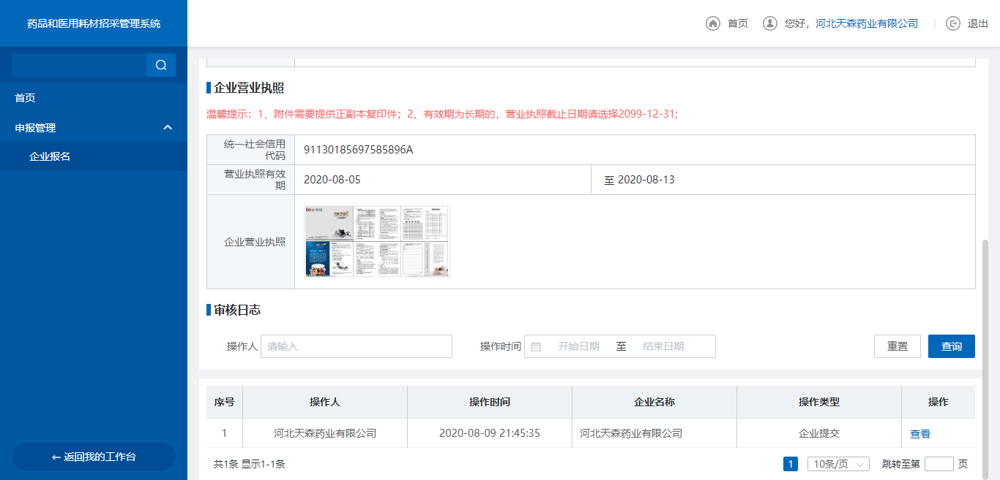 药品和医用耗材招采管理系统
首页
您好，河北天森药业有限公司
退出
首页
申报管理
企业报名
返回我的工作台
企业营业执照
温馨提示：1、附件需要提供正副本复印件；2、有效期为长期的，营业执照截止日期请选择2099-12-31;
统一社会信用
代码
91130185697585896A
营业执照有效
期
2020-08-05
至 2020-08-13
企业营业执照
审核日志
操作人
请输入
操作时间
开始日期
至
结束日期
重置
查询
序号
操作人
操作时间
企业名称
操作类型
操作
1
河北天森药业有限公司
2020-08-09 21:45:35
河北天森药业有限公司
企业提交
查看
共1条 显示1-1条
1
10条/页
跳转至第
页